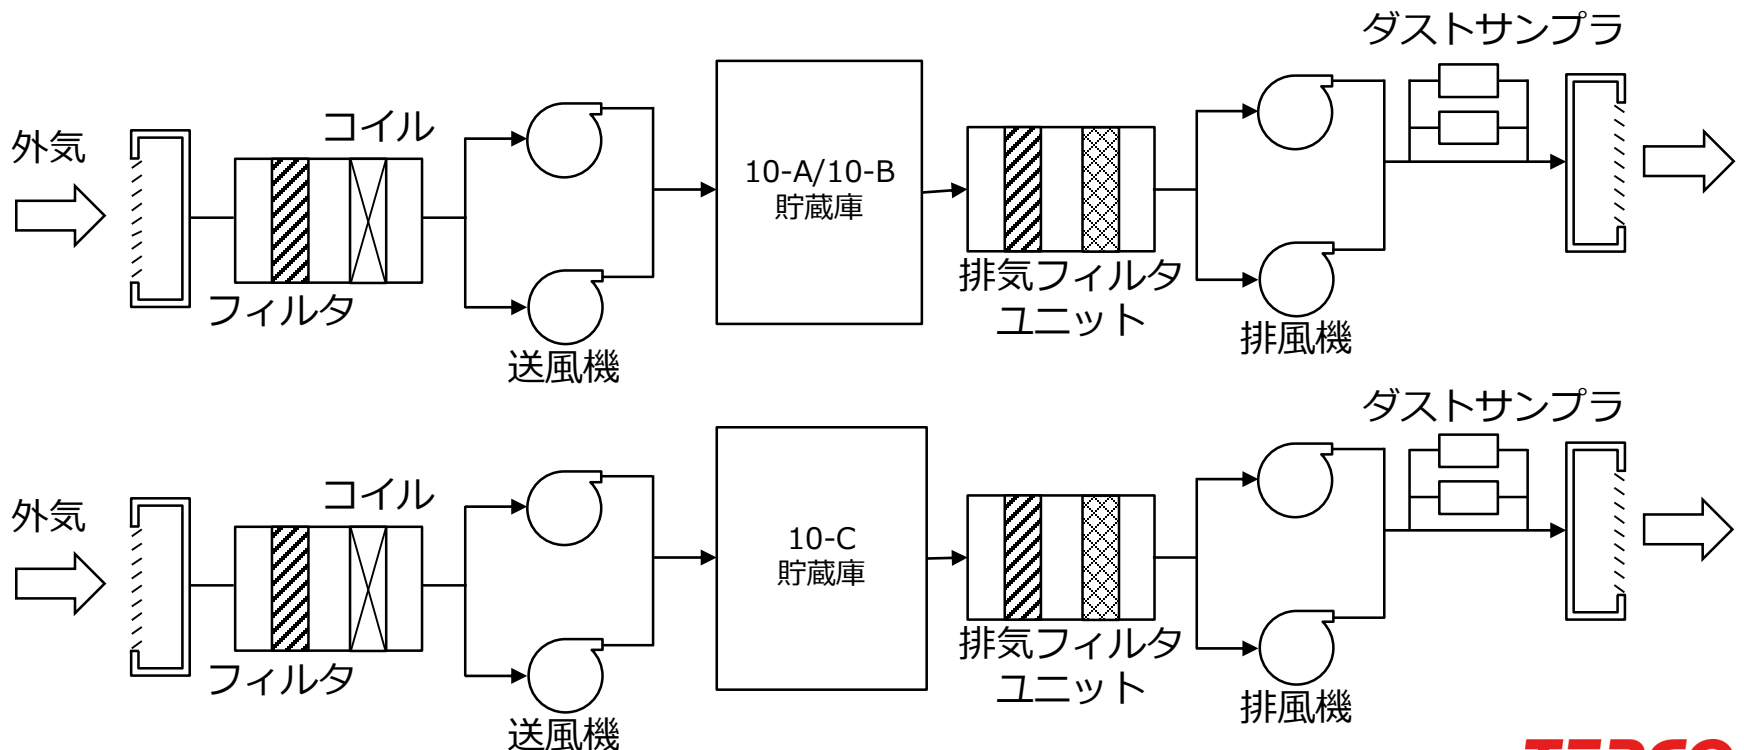 ダストサンプラ
外気
コイル
10-A/10-B
貯蔵庫
フィルタ
排気フィルタ
ユニット
送風機
排風機
ダストサンプラ
外気
コイル
10-C
貯蔵庫
フィルタ
排気フィルタ
ユニット
送風機
排風機
TEPCO